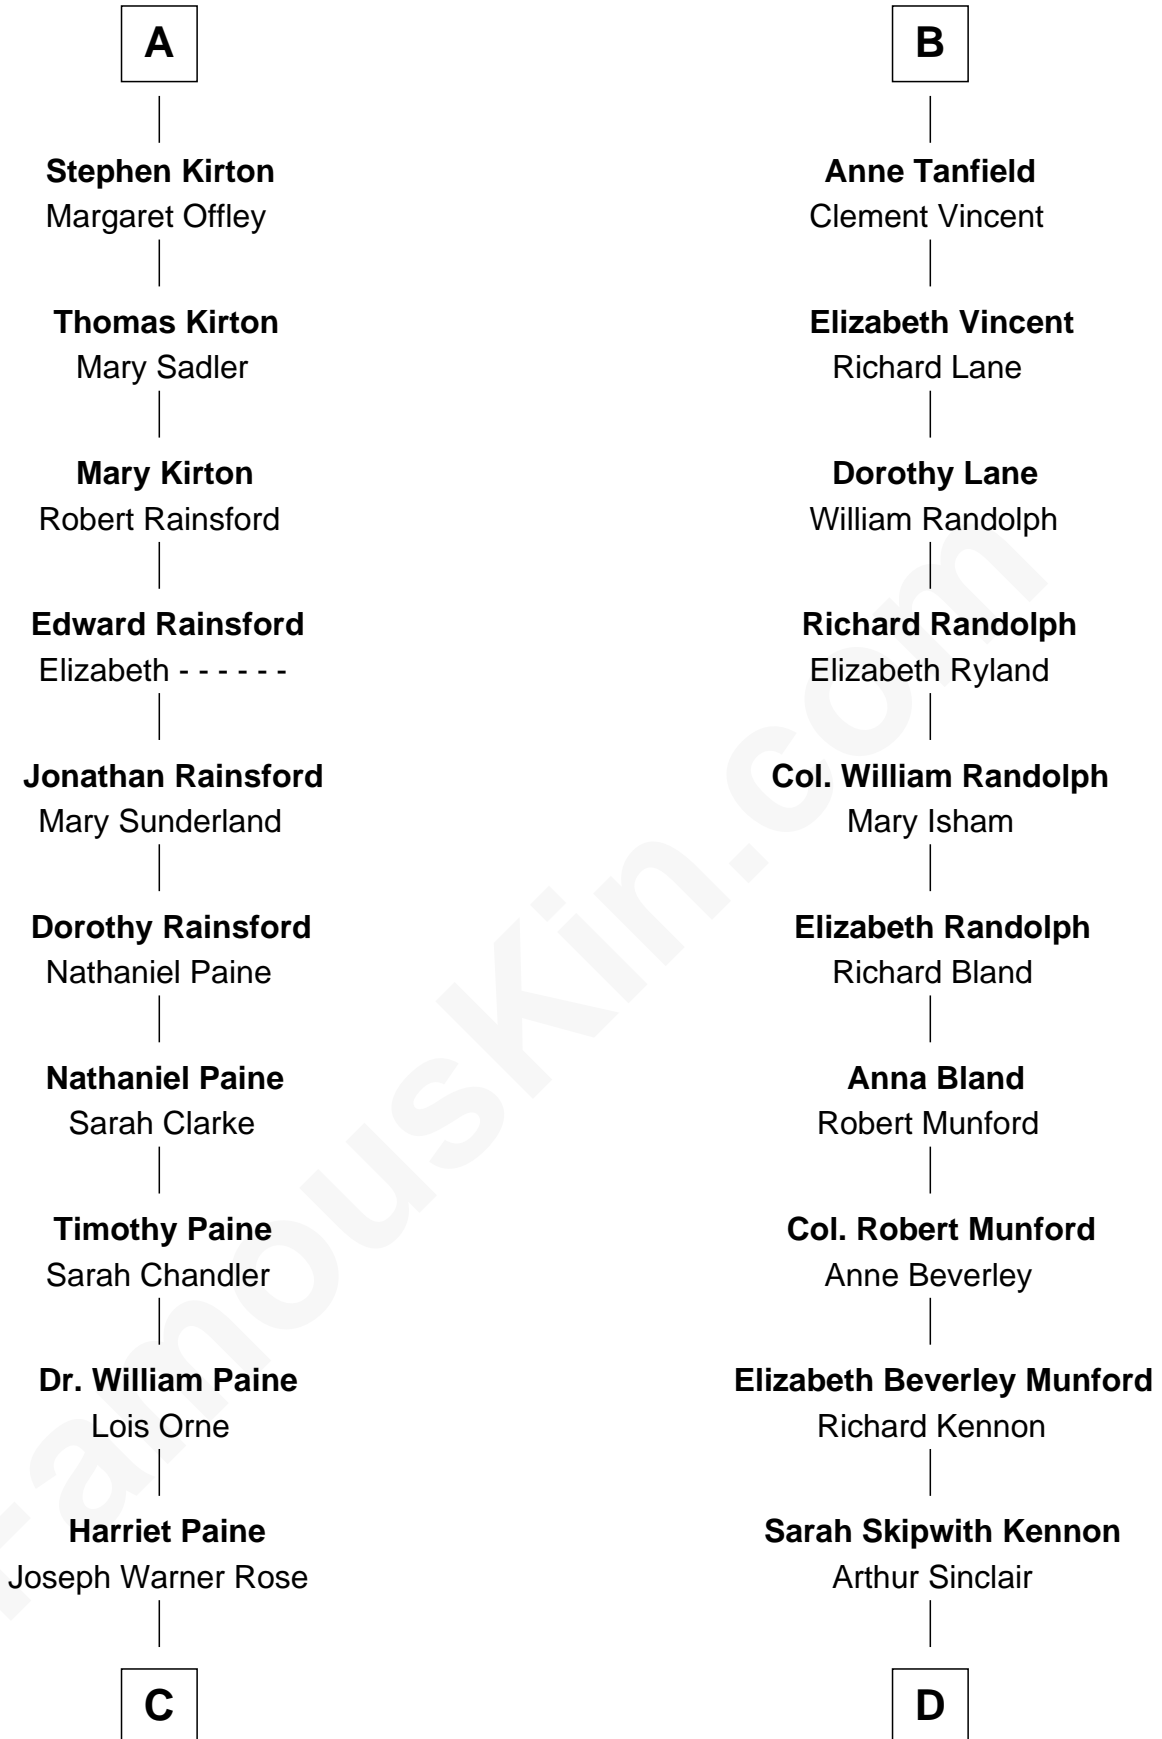 A
Stephen Kirton
Margaret Offley
Thomas Kirton
Mary Sadler
Mary Kirton
Robert Rainsford
Edward Rainsford
Elizabeth - - - - - -
Jonathan Rainsford
Mary Sunderland
Dorothy Rainsford
Nathaniel Paine
Nathaniel Paine
Sarah Clarke
Timothy Paine
Sarah Chandler
Dr. William Paine
Lois Orne
Harriet Paine
Joseph Warner Rose
C
B
Anne Tanfield
Clement Vincent
Elizabeth Vincent
Richard Lane
Dorothy Lane
William Randolph
Richard Randolph
Elizabeth Ryland
Col. William Randolph
Mary Isham
Elizabeth Randolph
Richard Bland
Anna Bland
Robert Munford
Col. Robert Munford
Anne Beverley
Elizabeth Beverley Munford
Richard Kennon
Sarah Skipwith Kennon
Arthur Sinclair
D
FamousKin.com